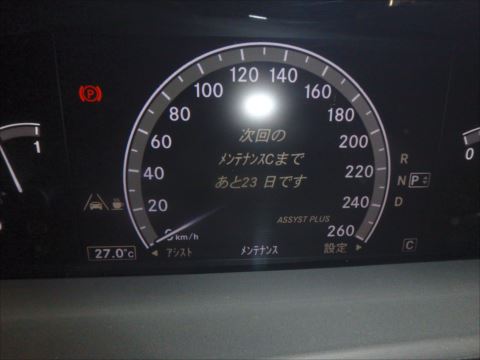 120 140
100 160
80 180
60 200
40 220
20 240
0 km/h 260
次回の
ﾒﾝﾃﾅﾝｽCまで
あと23 日です
ASSYST PLUS
◄ ｱｼｽﾄ ﾒﾝﾃﾅﾝｽ 設定 ►
27.0°C
P
1
0
R
N P
D
C